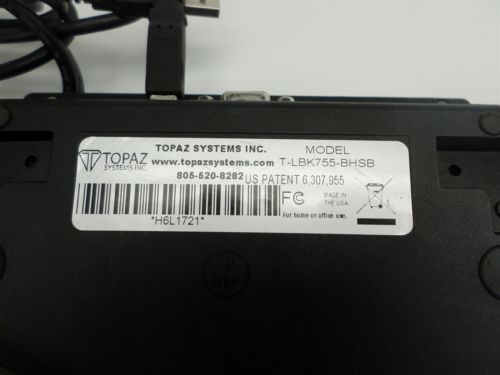 TOPAZ
SYSTEMS INC.
TOPAZ SYSTEMS INC.
www.topazsystems.com
805-520-8282
MODEL
T-LBK755-BHSB
US PATENT 6,307,955
*H6L1721*
FC
MADE IN
THE USA
For home or office use.